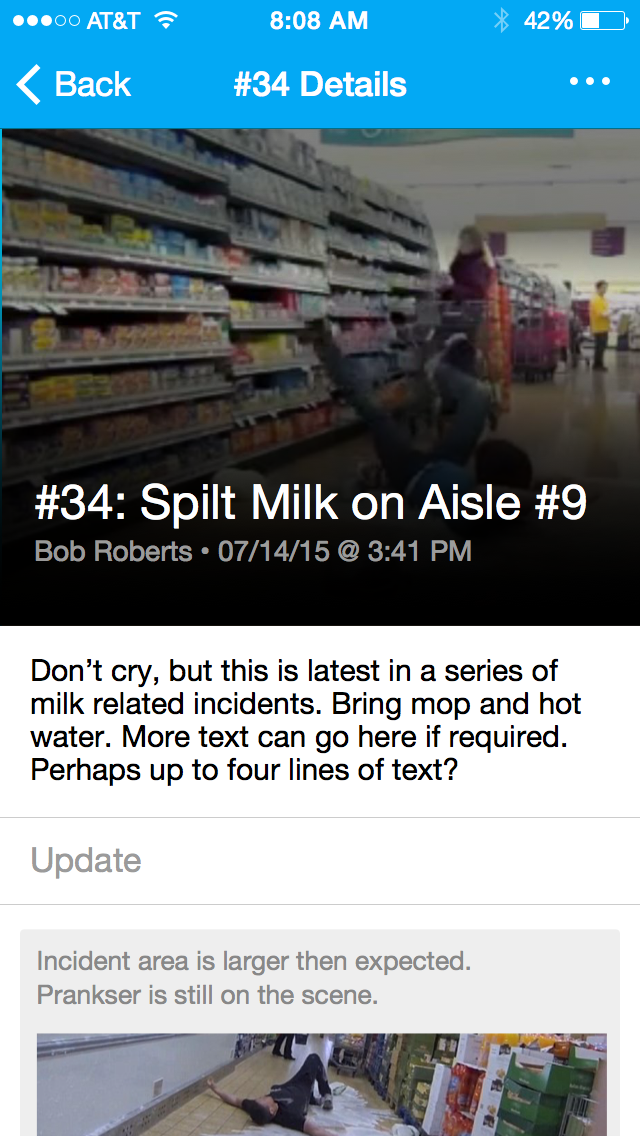 AT&T 8:08 AM 42%
Back #34 Details
#34: Spilt Milk on Aisle #9
Bob Roberts • 07/14/15 @ 3:41 PM
Don’t cry, but this is latest in a series of
milk related incidents. Bring mop and hot
water. More text can go here if required.
Perhaps up to four lines of text?
Update
Incident area is larger then expected.
Prankser is still on the scene.